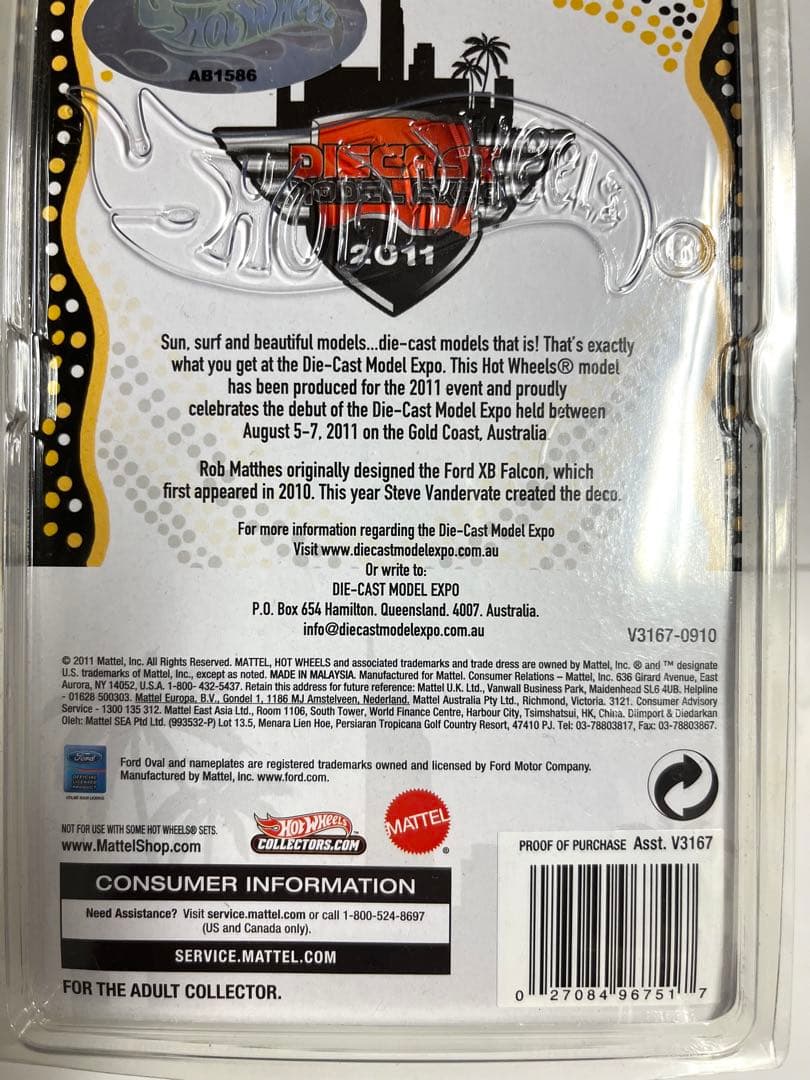 HOT WHEELS
AB1586
DIECAST
MODEL EXPO
2011
Hot Wheels ®
Sun, surf and beautiful models...die-cast models that is! That's exactly
what you get at the Die-Cast Model Expo. This Hot Wheels® model
has been produced for the 2011 event and proudly
celebrates the debut of the Die-Cast Model Expo held between
August 5-7, 2011 on the Gold Coast, Australia.
Rob Matthes originally designed the Ford XB Falcon, which
first appeared in 2010. This year Steve Vandervate created the deco.
For more information regarding the Die-Cast Model Expo
Visit www.diecastmodelexpo.com.au
Or write to:
DIE-CAST MODEL EXPO
P.O. Box 654 Hamilton. Queensland. 4007. Australia.
info@diecastmodelexpo.com.au
V3167-0910
© 2011 Mattel, Inc. All Rights Reserved. MATTEL, HOT WHEELS and associated trademarks and trade dress are owned by Mattel, Inc. ® and ™ designate
U.S. trademarks of Mattel, Inc., except as noted. MADE IN MALAYSIA. Manufactured for Mattel. Consumer Relations – Mattel, Inc. 636 Girard Avenue, East
Aurora, NY 14052, U.S.A. 1-800- 432-5437. Retain this address for future reference: Mattel U.K. Ltd., Vanwall Business Park, Maidenhead SL6 4UB. Helpline
- 01628 500303. Mattel Europa, B.V., Gondel 1, 1186 MJ Amstelveen, Nederland. Mattel Australia Pty Ltd., Richmond, Victoria. 3121. Consumer Advisory
Service - 1300 135 312. Mattel East Asia Ltd., Room 1106, South Tower, World Finance Centre, Harbour City, Tsimshatsui, HK, China. Diimport & Diedarkan
Oleh: Mattel SEA Ptd Ltd. (993532-P) Lot 13.5, Menara Lien Hoe, Persiaran Tropicana Golf Country Resort, 47410 PJ. Tel: 03-78803817, Fax: 03-78803867.
Ford
OFFICIAL
LICENSED
PRODUCT
Ford Oval and nameplates are registered trademarks owned and licensed by Ford Motor Company.
Manufactured by Mattel, Inc. www.ford.com.
NOT FOR USE WITH SOME HOT WHEELS® SETS.
www.MattelShop.com
HOT WHEELS
COLLECTORS.COM
MATTEL ®
PROOF OF PURCHASE Asst. V3167
CONSUMER INFORMATION
Need Assistance? Visit service.mattel.com or call 1-800-524-8697
(US and Canada only).
SERVICE.MATTEL.COM
FOR THE ADULT COLLECTOR.
0 27084 96751 7